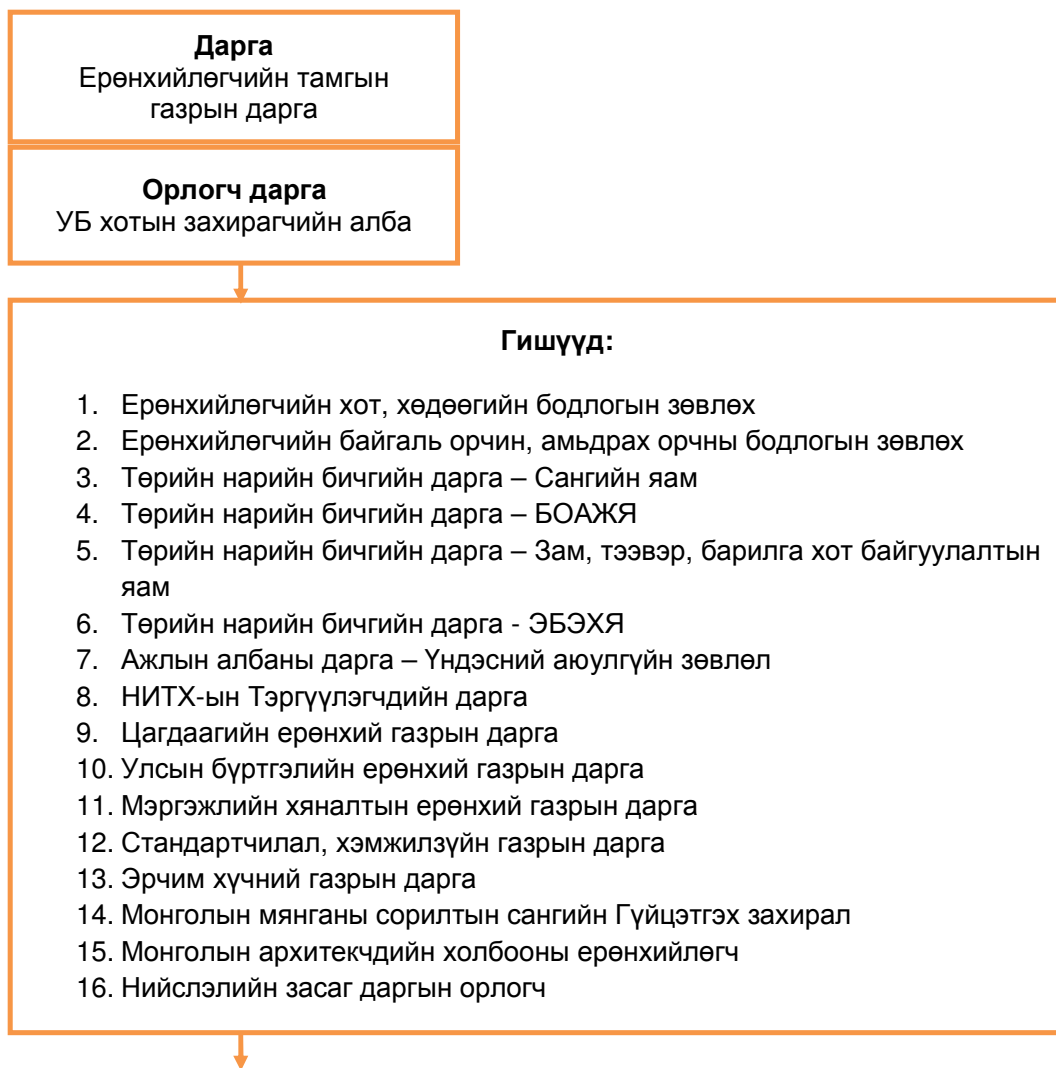 Дарга
Ерөнхийлөгчийн тамгын
газрын дарга
Орлогч дарга
УБ хотын захирагчийн алба
Гишүүд:
1. Ерөнхийлөгчийн хот, хөдөөгийн бодлогын зөвлөх
2. Ерөнхийлөгчийн байгаль орчин, амьдрах орчны бодлогын зөвлөх
3. Төрийн нарийн бичгийн дарга – Сангийн яам
4. Төрийн нарийн бичгийн дарга – БОАЖЯ
5. Төрийн нарийн бичгийн дарга – Зам, тээвэр, барилга хот байгуулалтын
яам
6. Төрийн нарийн бичгийн дарга - ЭБЭХЯ
7. Ажлын албаны дарга – Үндэсний аюулгүйн зөвлөл
8. НИТХ-ын Тэргүүлэгчдийн дарга
9. Цагдаагийн ерөнхий газрын дарга
10. Улсын бүртгэлийн ерөнхий газрын дарга
11. Мэргэжлийн хяналтын ерөнхий газрын дарга
12. Стандартчилал, хэмжилзүйн газрын дарга
13. Эрчим хүчний газрын дарга
14. Монголын мянганы сорилтын сангийн Гүйцэтгэх захирал
15. Монголын архитекчдийн холбооны ерөнхийлөгч
16. Нийслэлийн засаг даргын орлогч